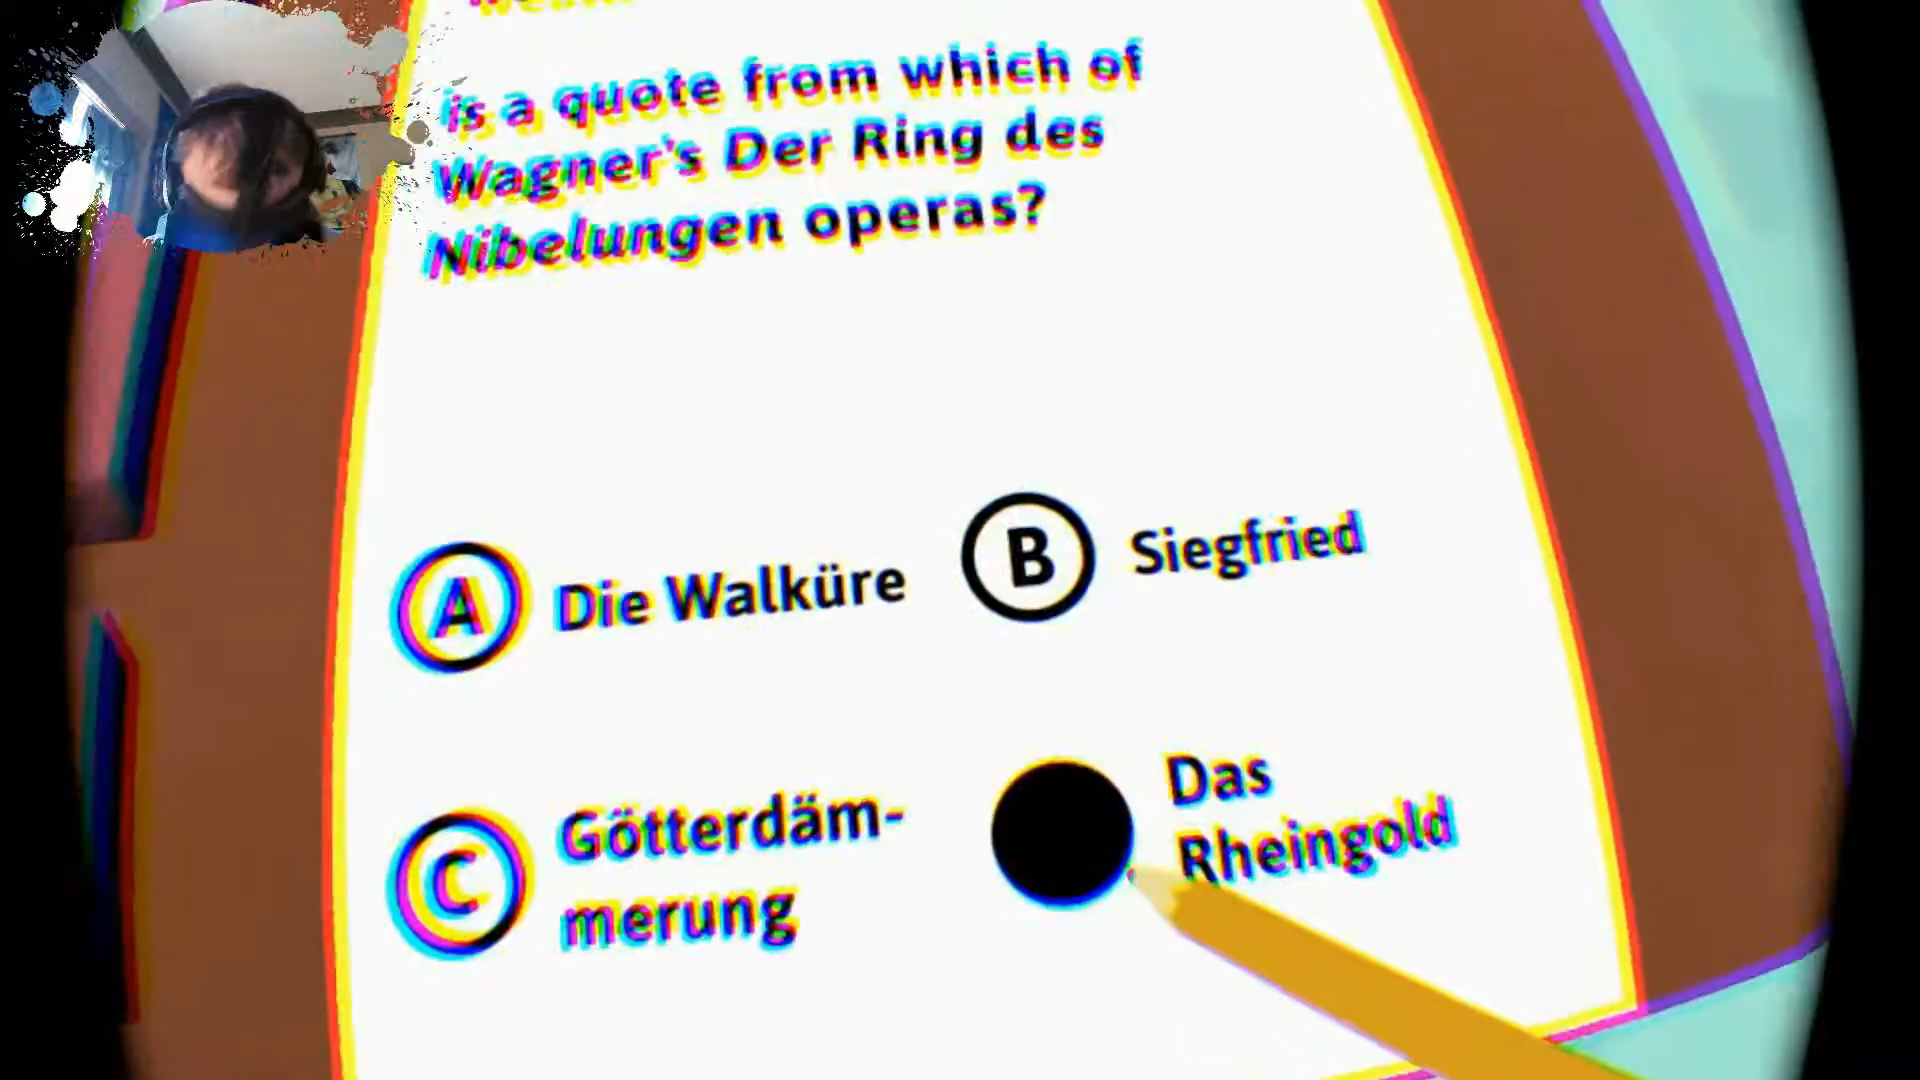 is a quote from which of
Wagner's Der Ring des
Nibelungen operas?
A Die Walküre
B Siegfried
C Götterdäm-
merung
Das
Rheingold